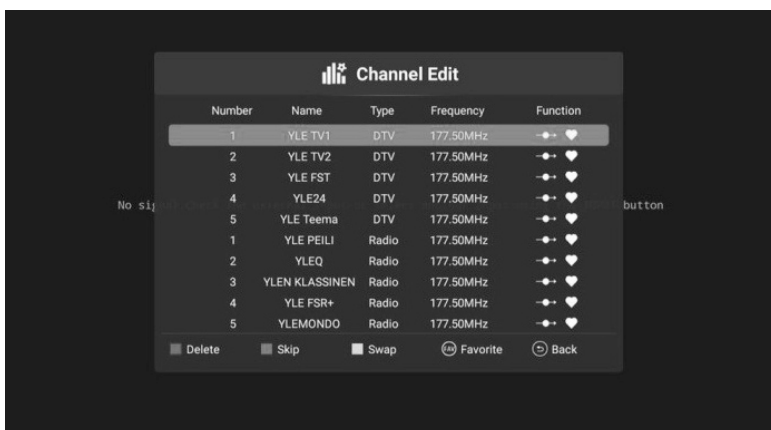 Channel Edit
Number Name Type Frequency Function
1 YLE TV1 DTV 177.50MHz
2 YLE TV2 DTV 177.50MHz
3 YLE FST DTV 177.50MHz
4 YLE24 DTV 177.50MHz
No sig button
5 YLE Teema DTV 177.50MHz
1 YLE PEILI Radio 177.50MHz
2 YLEQ Radio 177.50MHz
3 YLEN KLASSINEN Radio 177.50MHz
4 YLE FSR+ Radio 177.50MHz
5 YLEMONDO Radio 177.50MHz
Delete Skip Swap FAV Favorite Back